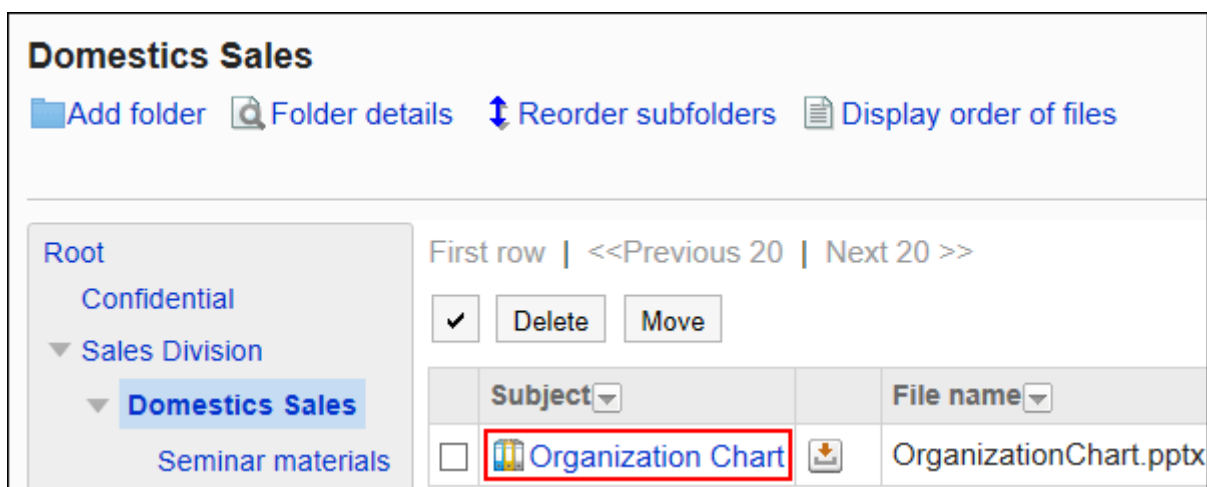 Domestics Sales
Add folder Folder details Reorder subfolders Display order of files
Root
Confidential
Sales Division
Domestics Sales
Seminar materials
First row | <<Previous 20 | Next 20 >>
Delete Move
Subject File name
Organization Chart OrganizationChart.pptx